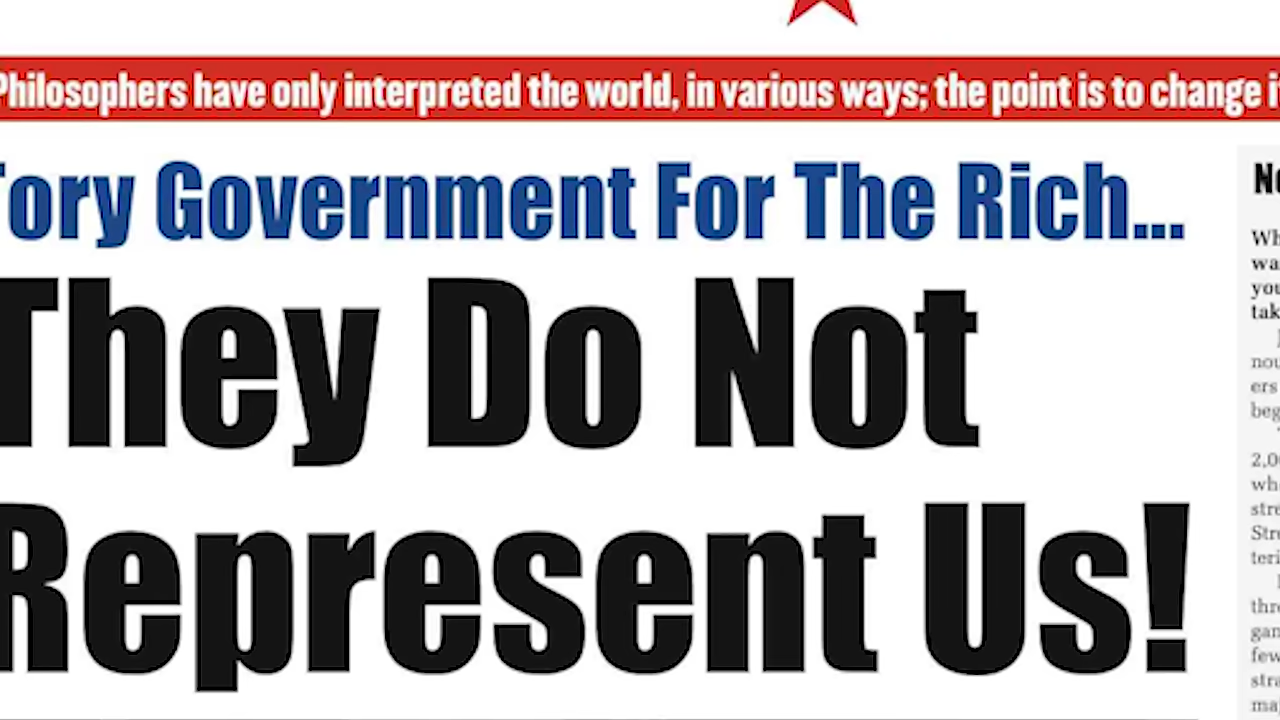 Philosophers have only interpreted the world, in various ways; the point is to change
Tory Government For The Rich...
They Do Not
Represent Us!